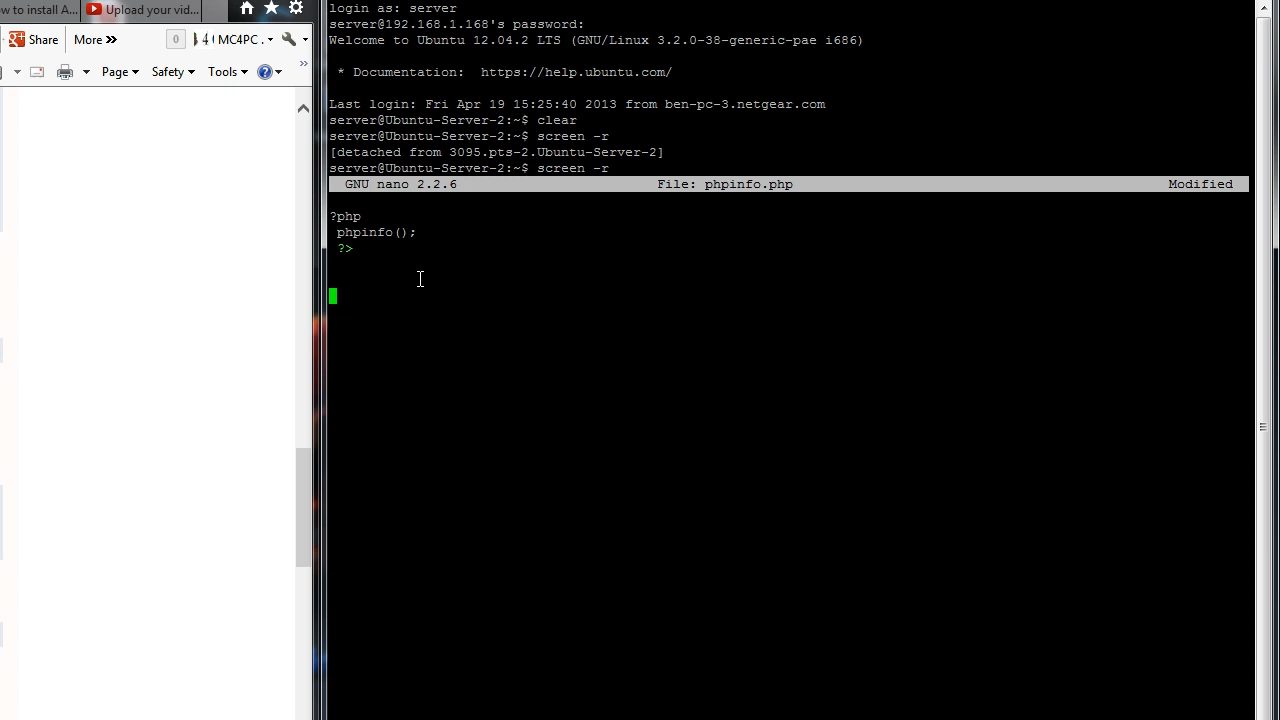 ow to install A...
Upload your vid...
Share
More »
0
MC4PC .
Page
Safety
Tools
»
login as: server
server@192.168.1.168's password:
Welcome to Ubuntu 12.04.2 LTS (GNU/Linux 3.2.0-38-generic-pae i686)
* Documentation:  https://help.ubuntu.com/
Last login: Fri Apr 19 15:25:40 2013 from ben-pc-3.netgear.com
server@Ubuntu-Server-2:~$ clear
server@Ubuntu-Server-2:~$ screen -r
[detached from 3095.pts-2.Ubuntu-Server-2]
server@Ubuntu-Server-2:~$ screen -r
GNU nano 2.2.6 File: phpinfo.php Modified
?php
phpinfo();
?>